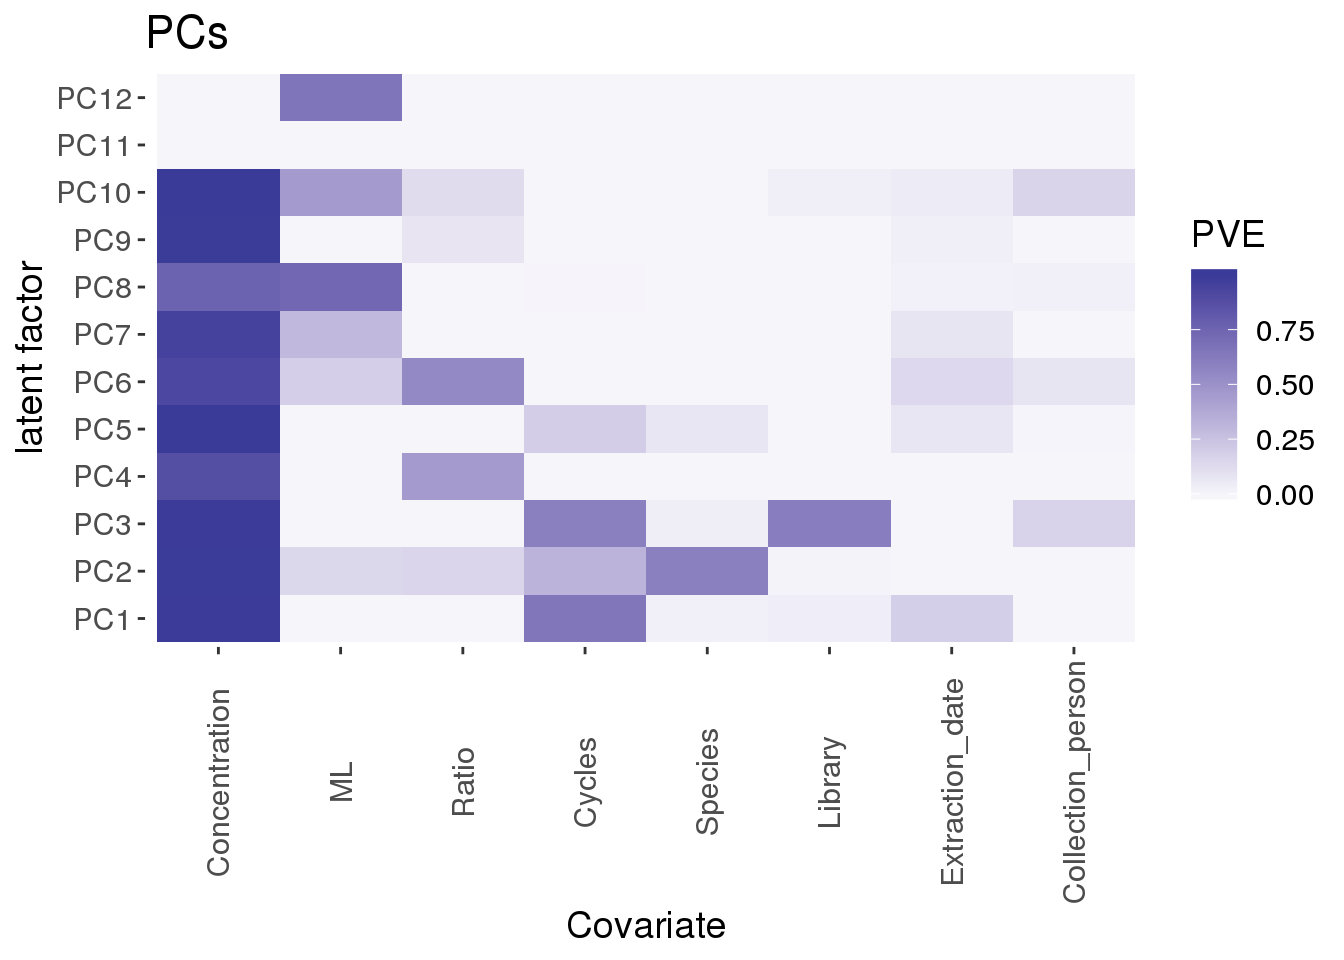 PCs
PC12
PC11
PC10
PC9
PC8
PC7
PC6
PC5
PC4
PC3
PC2
PC1
latent factor
Concentration
ML
Ratio
Cycles
Species
Library
Extraction_date
Collection_person
Covariate
PVE
0.75
0.50
0.25
0.00